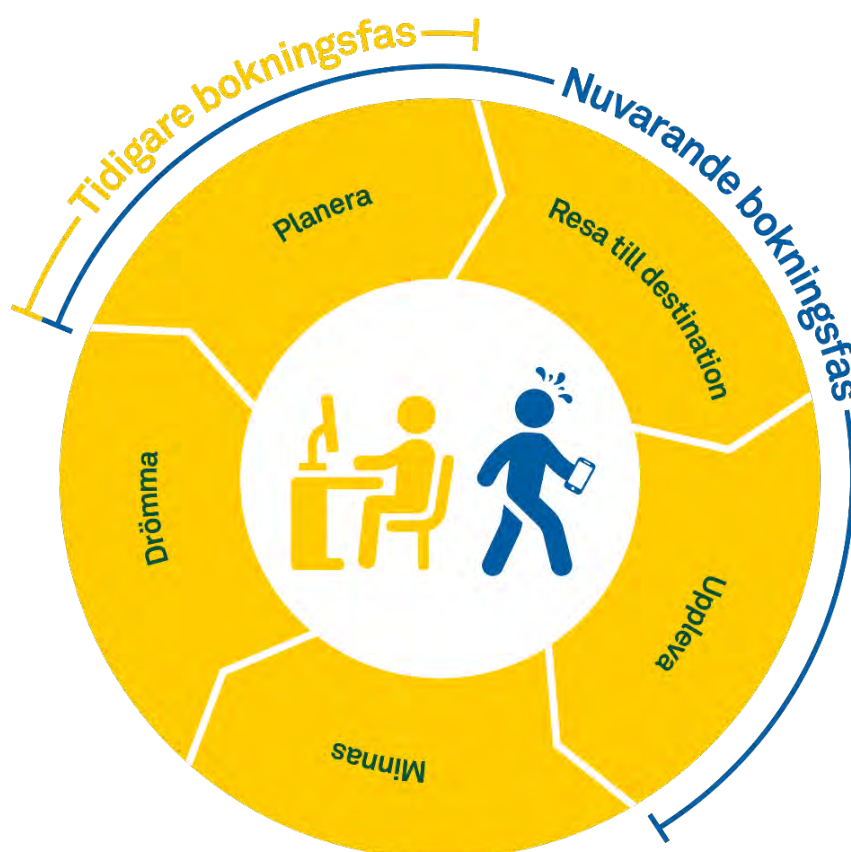 Tidigare bokningsfas
Nuvarande bokningsfas
Planera
Resa till destination
Uppleva
Minnas
Drömma